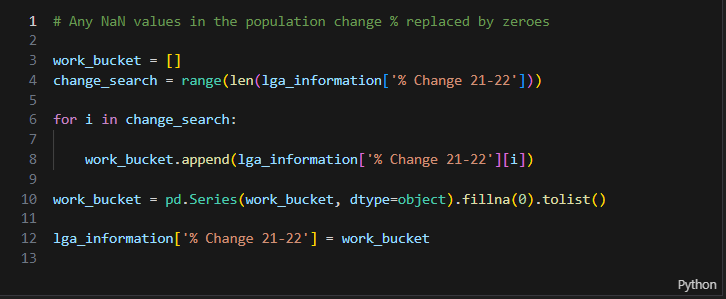 1 # Any NaN values in the population change % replaced by zeroes
2
3 work_bucket = []
4 change_search = range(len(lga_information['% Change 21-22']))
5
6 for i in change_search:
7
8     work_bucket.append(lga_information['% Change 21-22'][i])
9
10 work_bucket = pd.Series(work_bucket, dtype=object).fillna(0).tolist()
11
12 lga_information['% Change 21-22'] = work_bucket
13
Python